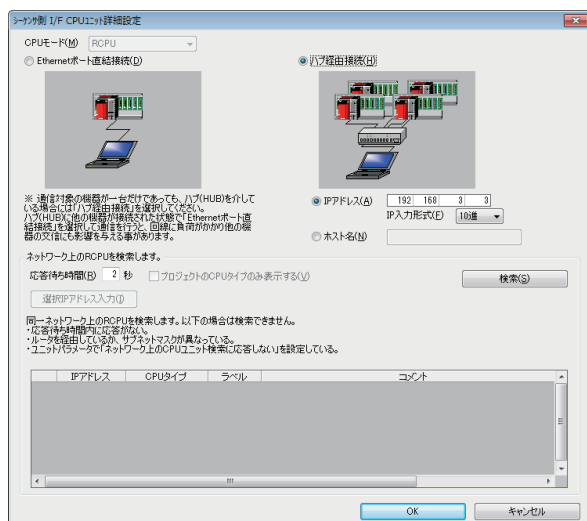 シーケンサ側 I/F CPUユニット詳細設定
CPUモード(M) RCPU
Ethernetポート直結接続(D)
ハブ経由接続(H)
※ 通信対象の機器が一台だけであっても、ハブ(HUB)を介して
いる場合には「ハブ経由接続」を選択してください。
ハブ(HUB)に他の機器が接続された状態で「Ethernetポート直
結接続」を選択して通信を行うと、回線に負荷がかかり他の機
器の交信にも影響を与える事があります。
IPアドレス(A) 192 168 3 3
IP入力形式(F) 10進
ホスト名(N)
ネットワーク上のRCPUを検索します。
応答待ち時間(R) 2 秒 プロジェクトのCPUタイプのみ表示する(V) 検索(S)
選択IPアドレス入力(I)
同一ネットワーク上のRCPUを検索します。以下の場合は検索できません。
・応答待ち時間内に応答がない。
・ルータを経由しているか、サブネットマスクが異なっている。
・ユニットパラメータで「ネットワーク上のCPUユニット検索に応答しない」を設定している。
IPアドレス CPUタイプ ラベル コメント
OK キャンセル